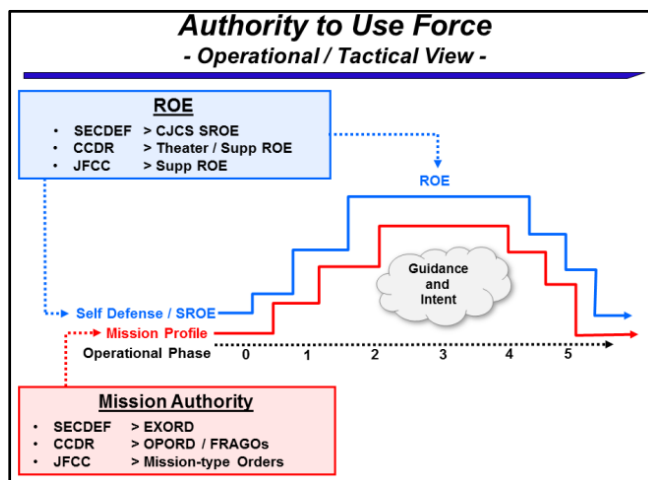 Authority to Use Force
- Operational / Tactical View -
ROE
• SECDEF > CJCS SROE
• CCDR > Theater / Supp ROE
• JFCC > Supp ROE
ROE
Guidance
and
Intent
Self Defense / SROE
Mission Profile
Operational Phase 0 1 2 3 4 5
Mission Authority
• SECDEF > EXORD
• CCDR > OPORD / FRAGOs
• JFCC > Mission-type Orders